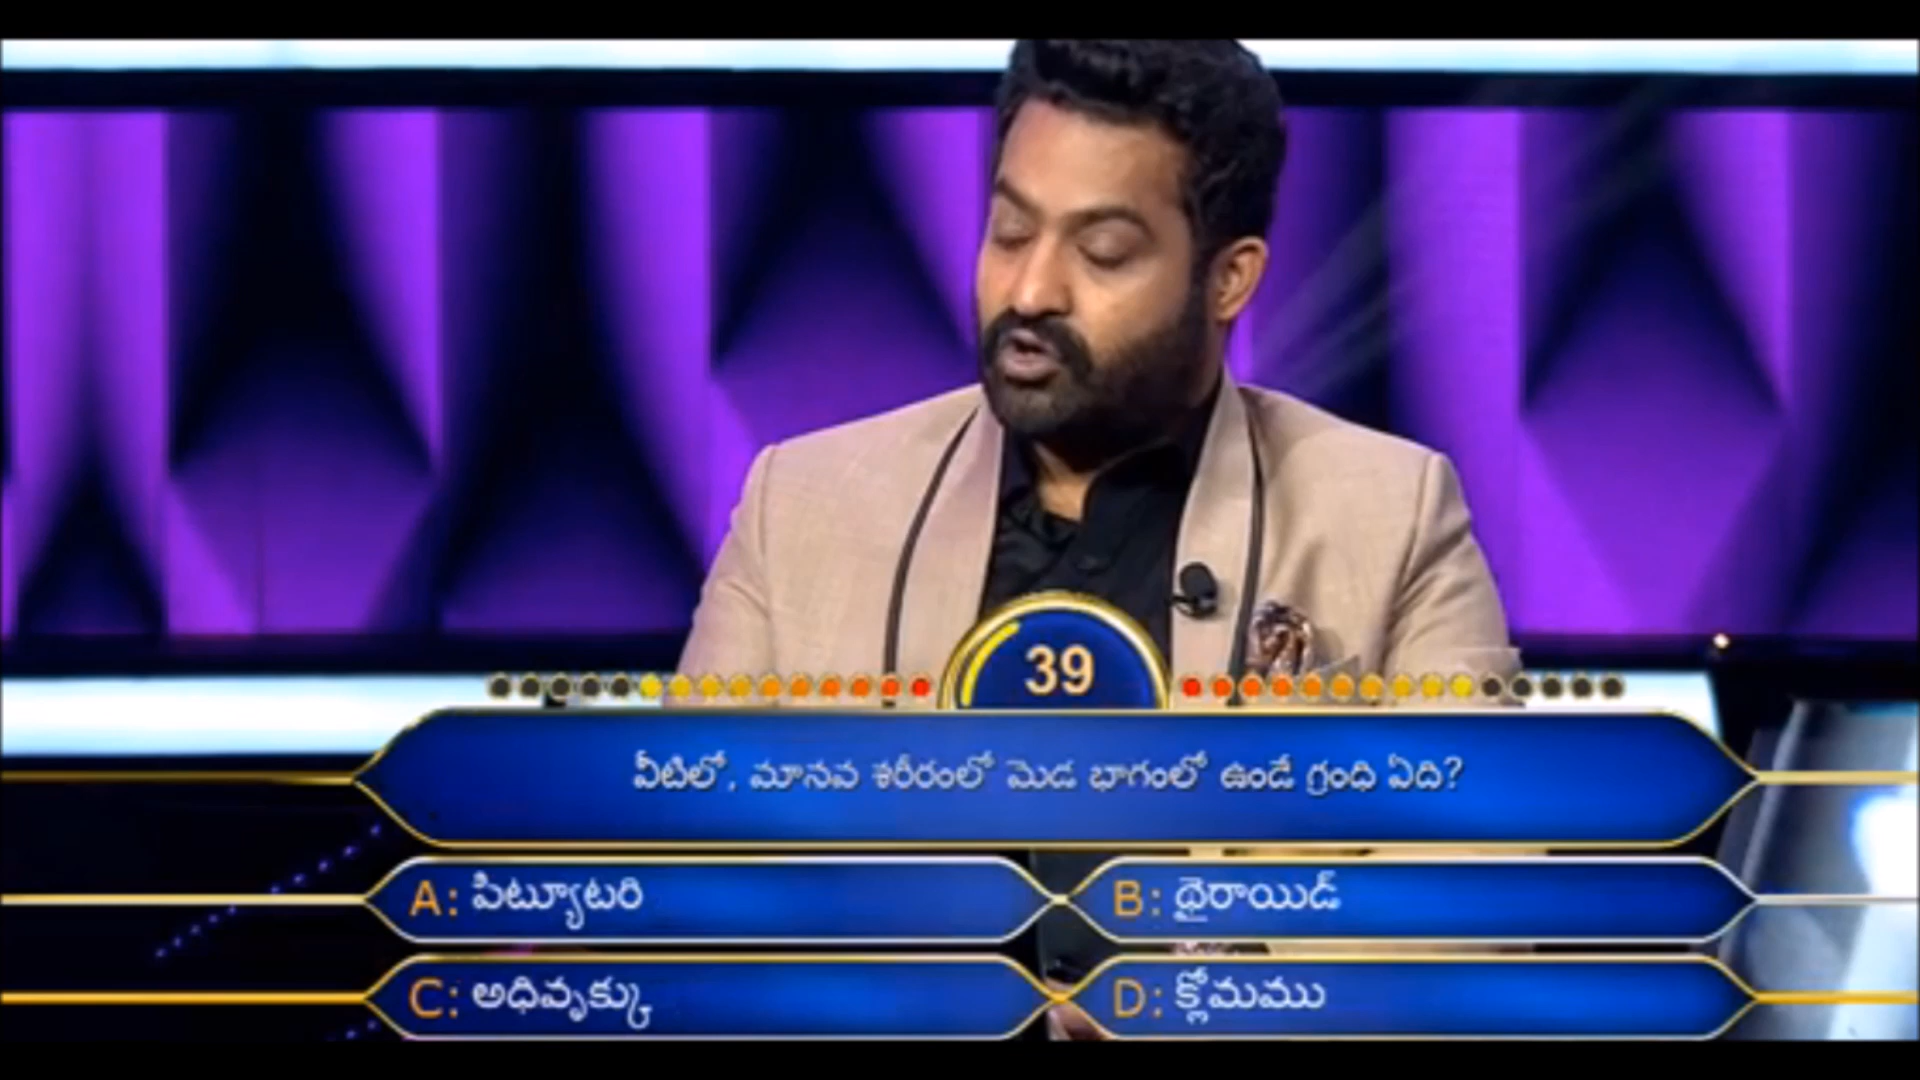 39
వీటిలో, మానవ శరీరంలో మెడ భాగంలో ఉండే గ్రంధి ఏది?
A: పిట్యూటరి
B: థైరాయిడ్
C: అధివృక్కు
D: క్లోమము